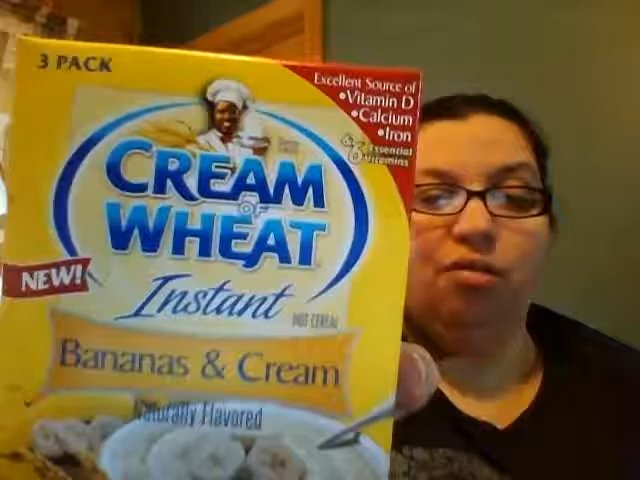 3 PACK
Excellent Source of
•Vitamin D
•Calcium
•Iron
& 6 Essential
Vitamins
CREAM
OF
WHEAT
NEW!
Instant
HOT CEREAL
Bananas & Cream
Naturally Flavored